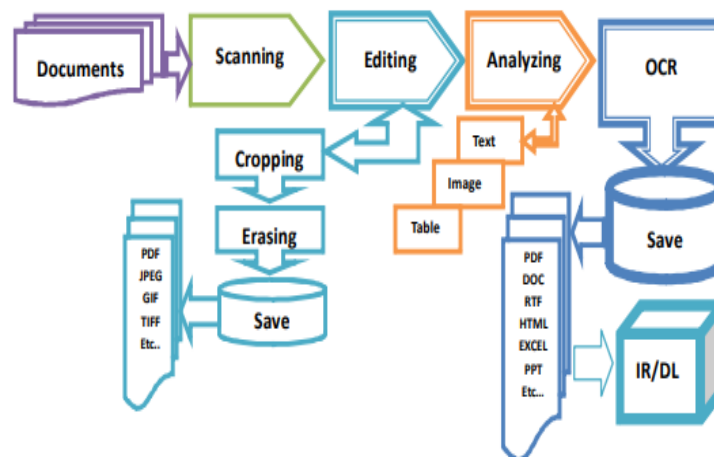 Documents
Scanning
Editing
Analyzing
OCR
Cropping
Erasing
Save
PDF
JPEG
GIF
TIFF
Etc..
Text
Image
Table
Save
PDF
DOC
RTF
HTML
EXCEL
PPT
Etc...
IR/DL